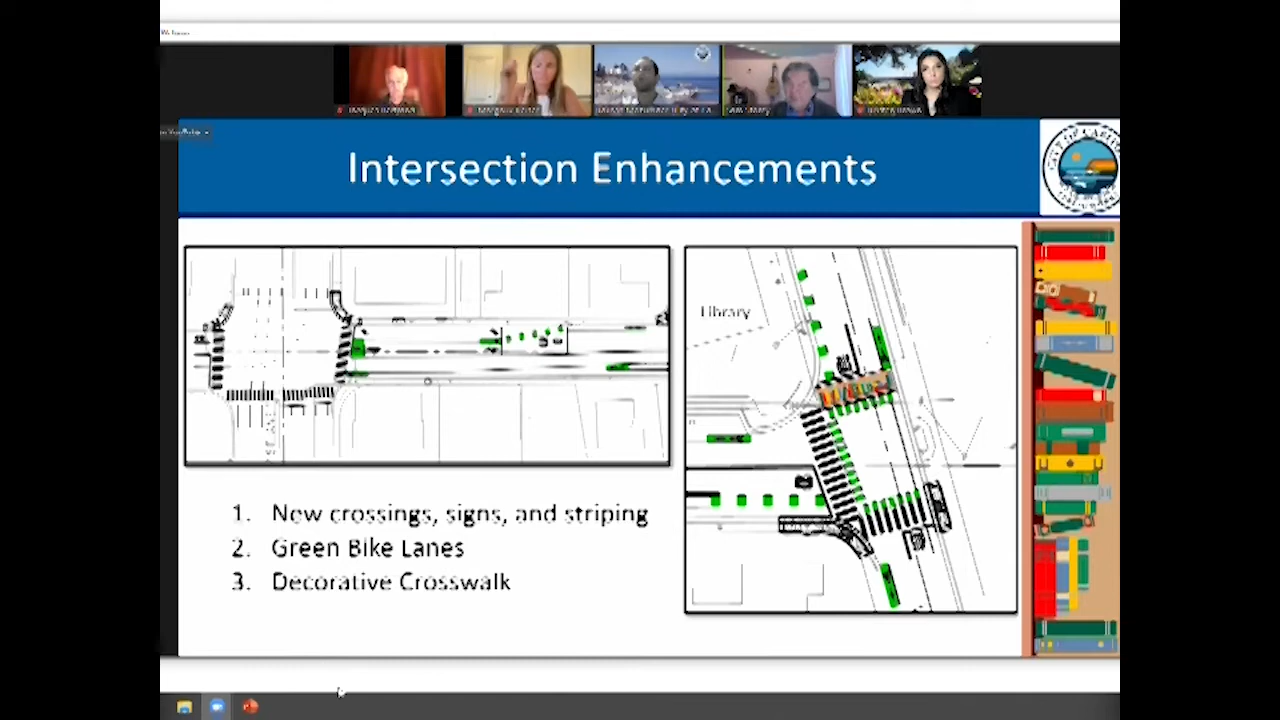 Intersection Enhancements
Library
1. New crossings, signs, and striping
2. Green Bike Lanes
3. Decorative Crosswalk